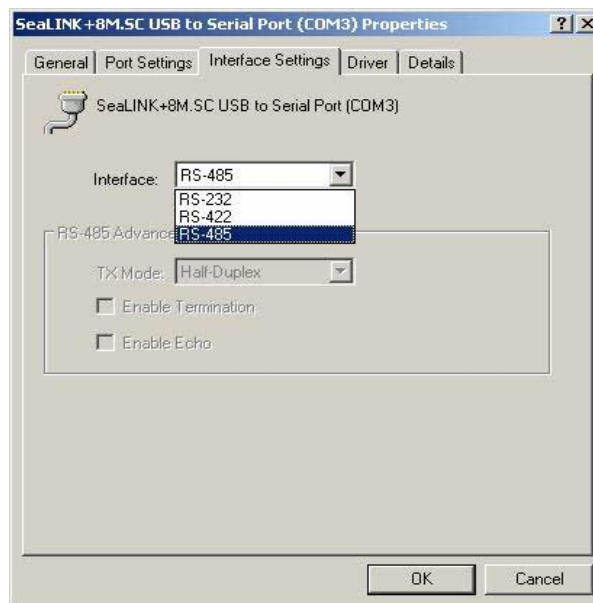 SeaLINK+8M.SC USB to Serial Port (COM3) Properties
General Port Settings Interface Settings Driver Details
SeaLINK+8M.SC USB to Serial Port (COM3)
Interface: RS-485
RS-232
RS-422
RS-485 Advance RS-485
TX Mode: Half-Duplex
Enable Termination
Enable Echo
OK Cancel